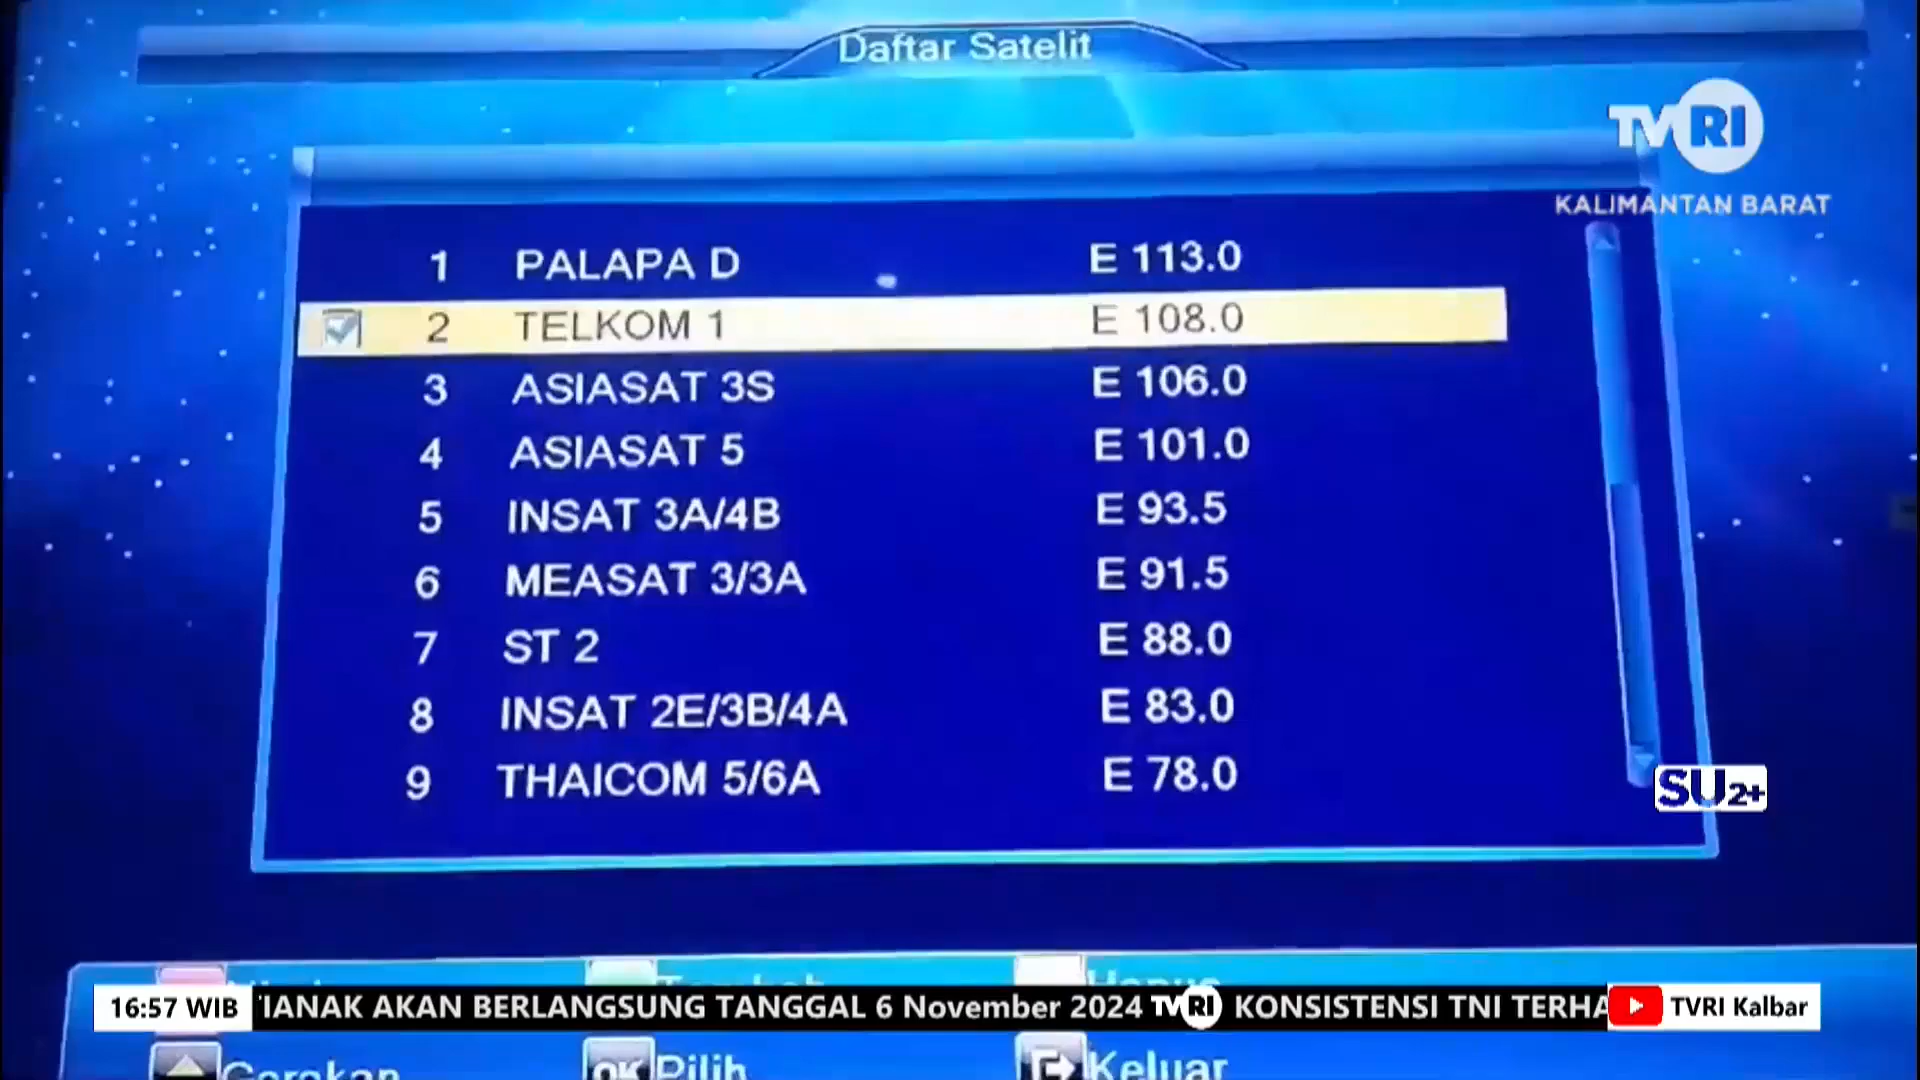 Daftar Satelit
TVRI
KALIMANTAN BARAT
1 PALAPA D E 113.0
2 TELKOM 1 E 108.0
3 ASIASAT 3S E 106.0
4 ASIASAT 5 E 101.0
5 INSAT 3A/4B E 93.5
6 MEASAT 3/3A E 91.5
7 ST 2 E 88.0
8 INSAT 2E/3B/4A E 83.0
9 THAICOM 5/6A E 78.0
SU2+
Hapus
16:57 WIB 'IANAK AKAN BERLANGSUNG TANGGAL 6 November 2024 TVRI KONSISTENSI TNI TERHA TVRI Kalbar
Gerakan OK Pilih Keluar